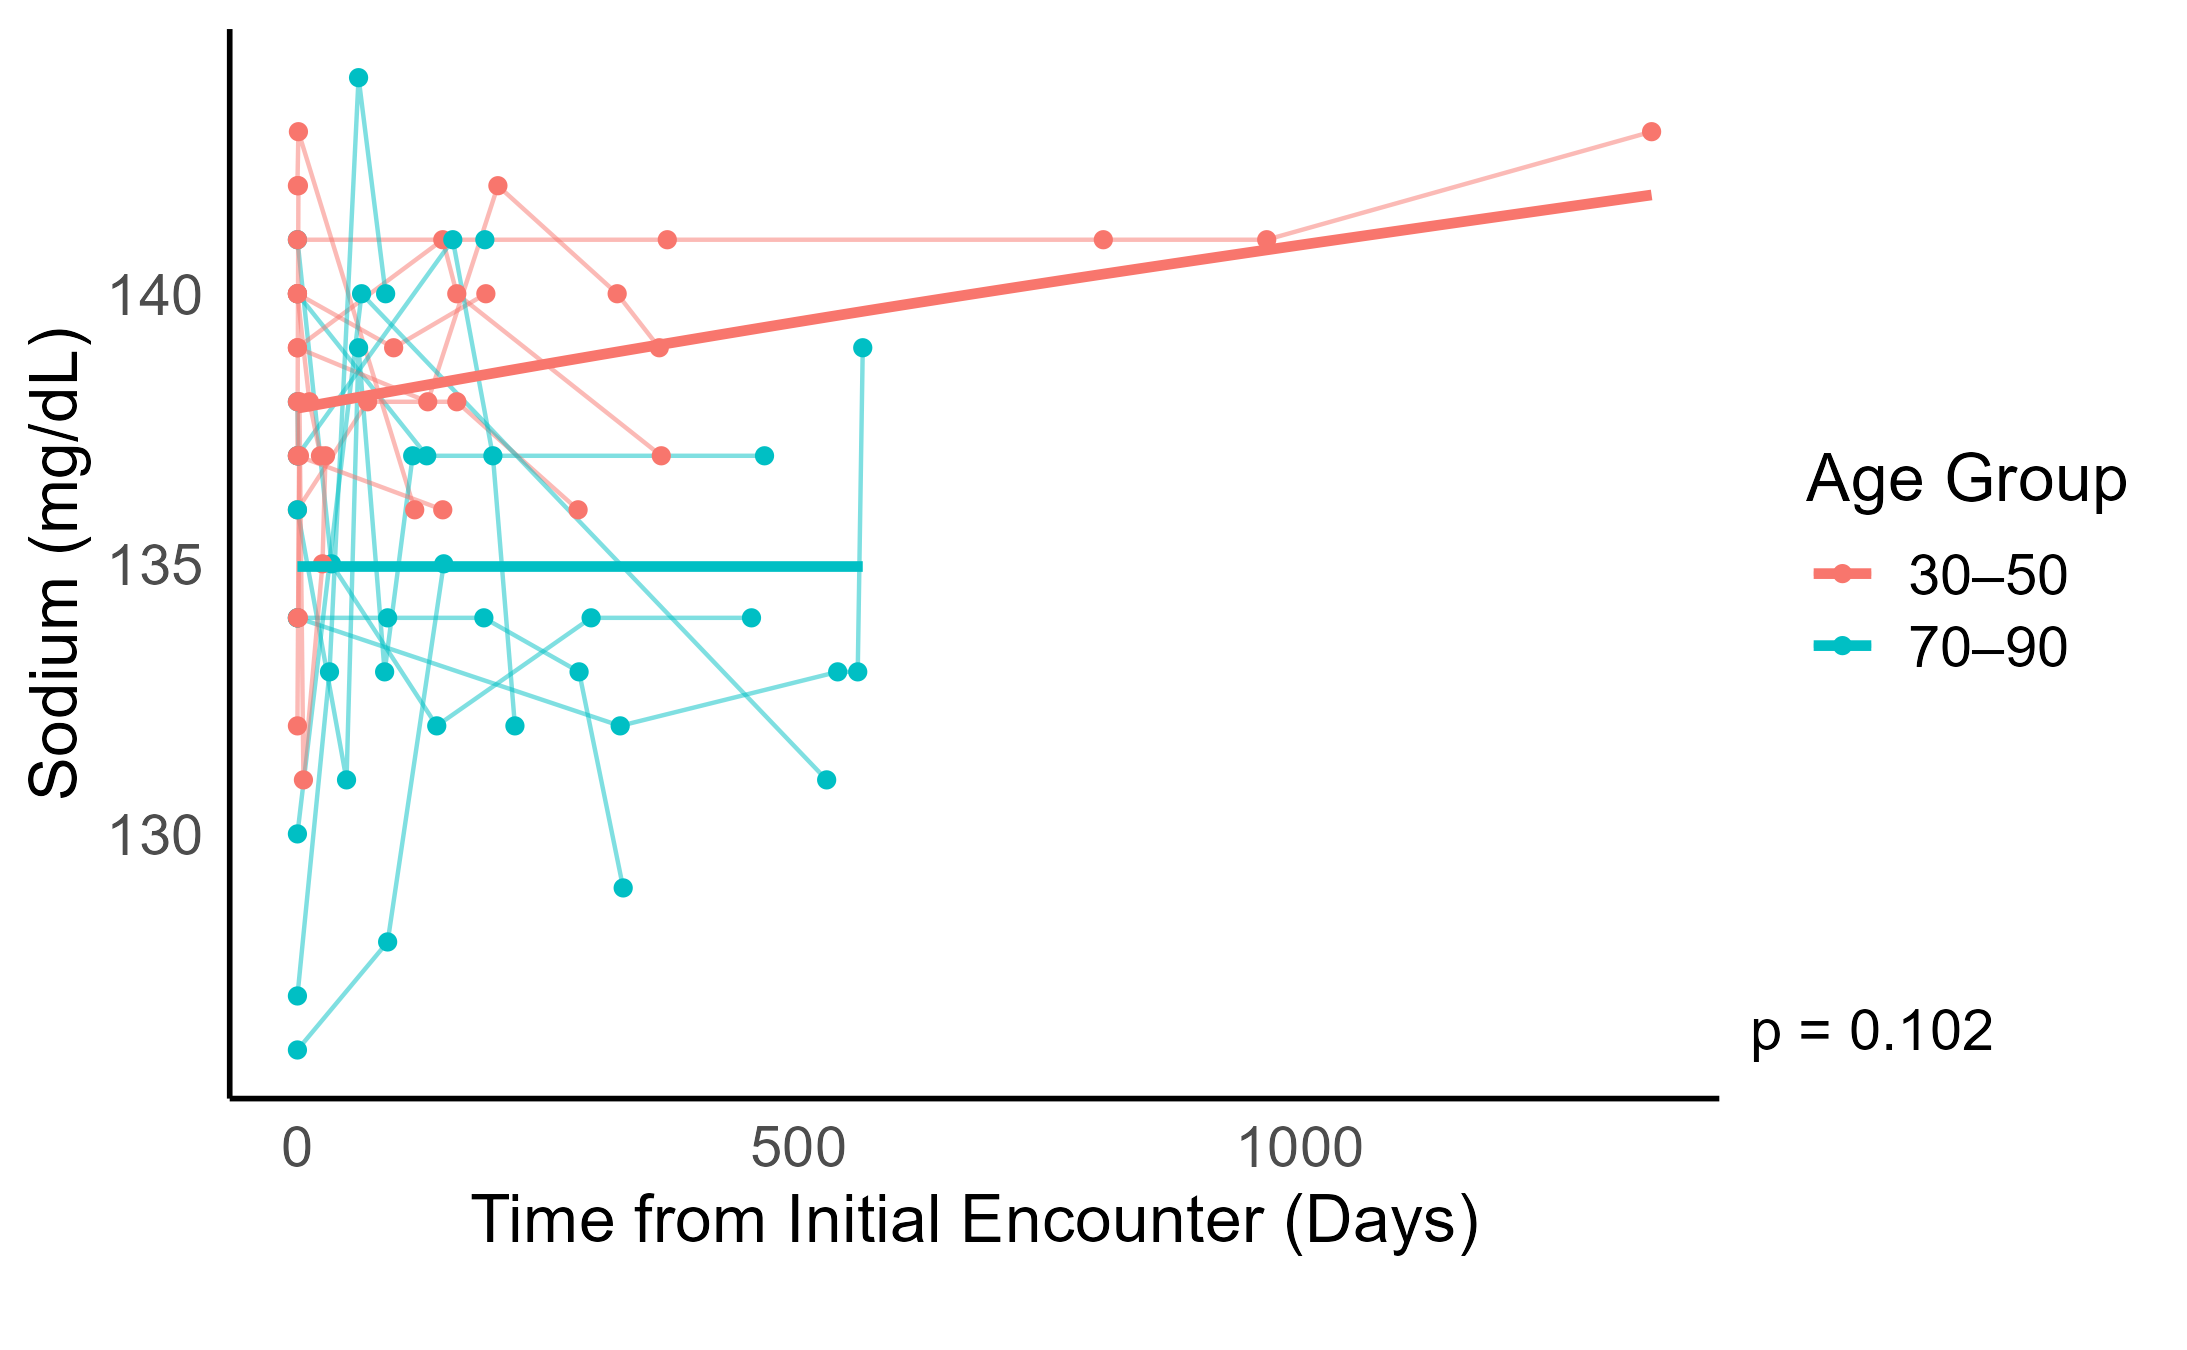 Sodium (mg/dL)
140
135
130
0 500 1000
Time from Initial Encounter (Days)
Age Group
30–50
70–90
p = 0.102